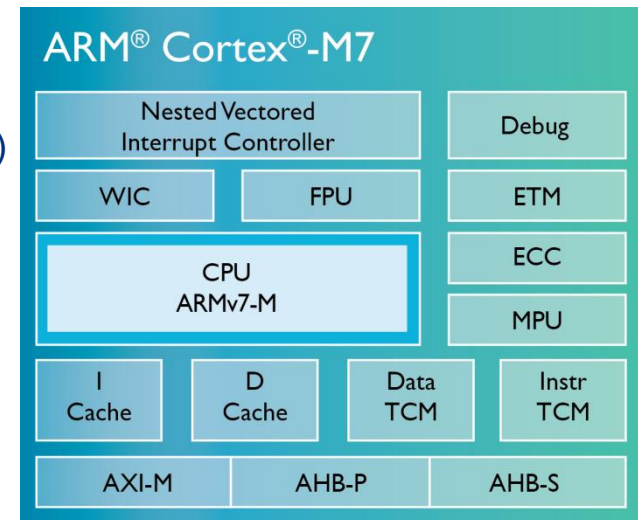 ARM® Cortex®-M7
)
Nested Vectored
Interrupt Controller
Debug
WIC
FPU
ETM
CPU
ARMv7-M
ECC
MPU
I
Cache
D
Cache
Data
TCM
Instr
TCM
AXI-M
AHB-P
AHB-S